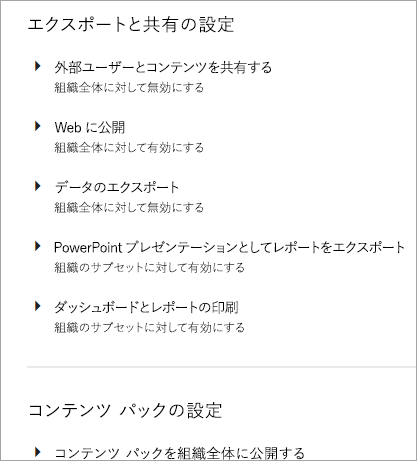 エクスポートと共有の設定
外部ユーザーとコンテンツを共有する
組織全体に対して無効にする
Web に公開
組織全体に対して有効にする
データのエクスポート
組織全体に対して無効にする
PowerPoint プレゼンテーションとしてレポートをエクスポート
組織のサブセットに対して有効にする
ダッシュボードとレポートの印刷
組織のサブセットに対して有効にする
コンテンツ パックの設定
コンテンツ パックを組織全体に公開する